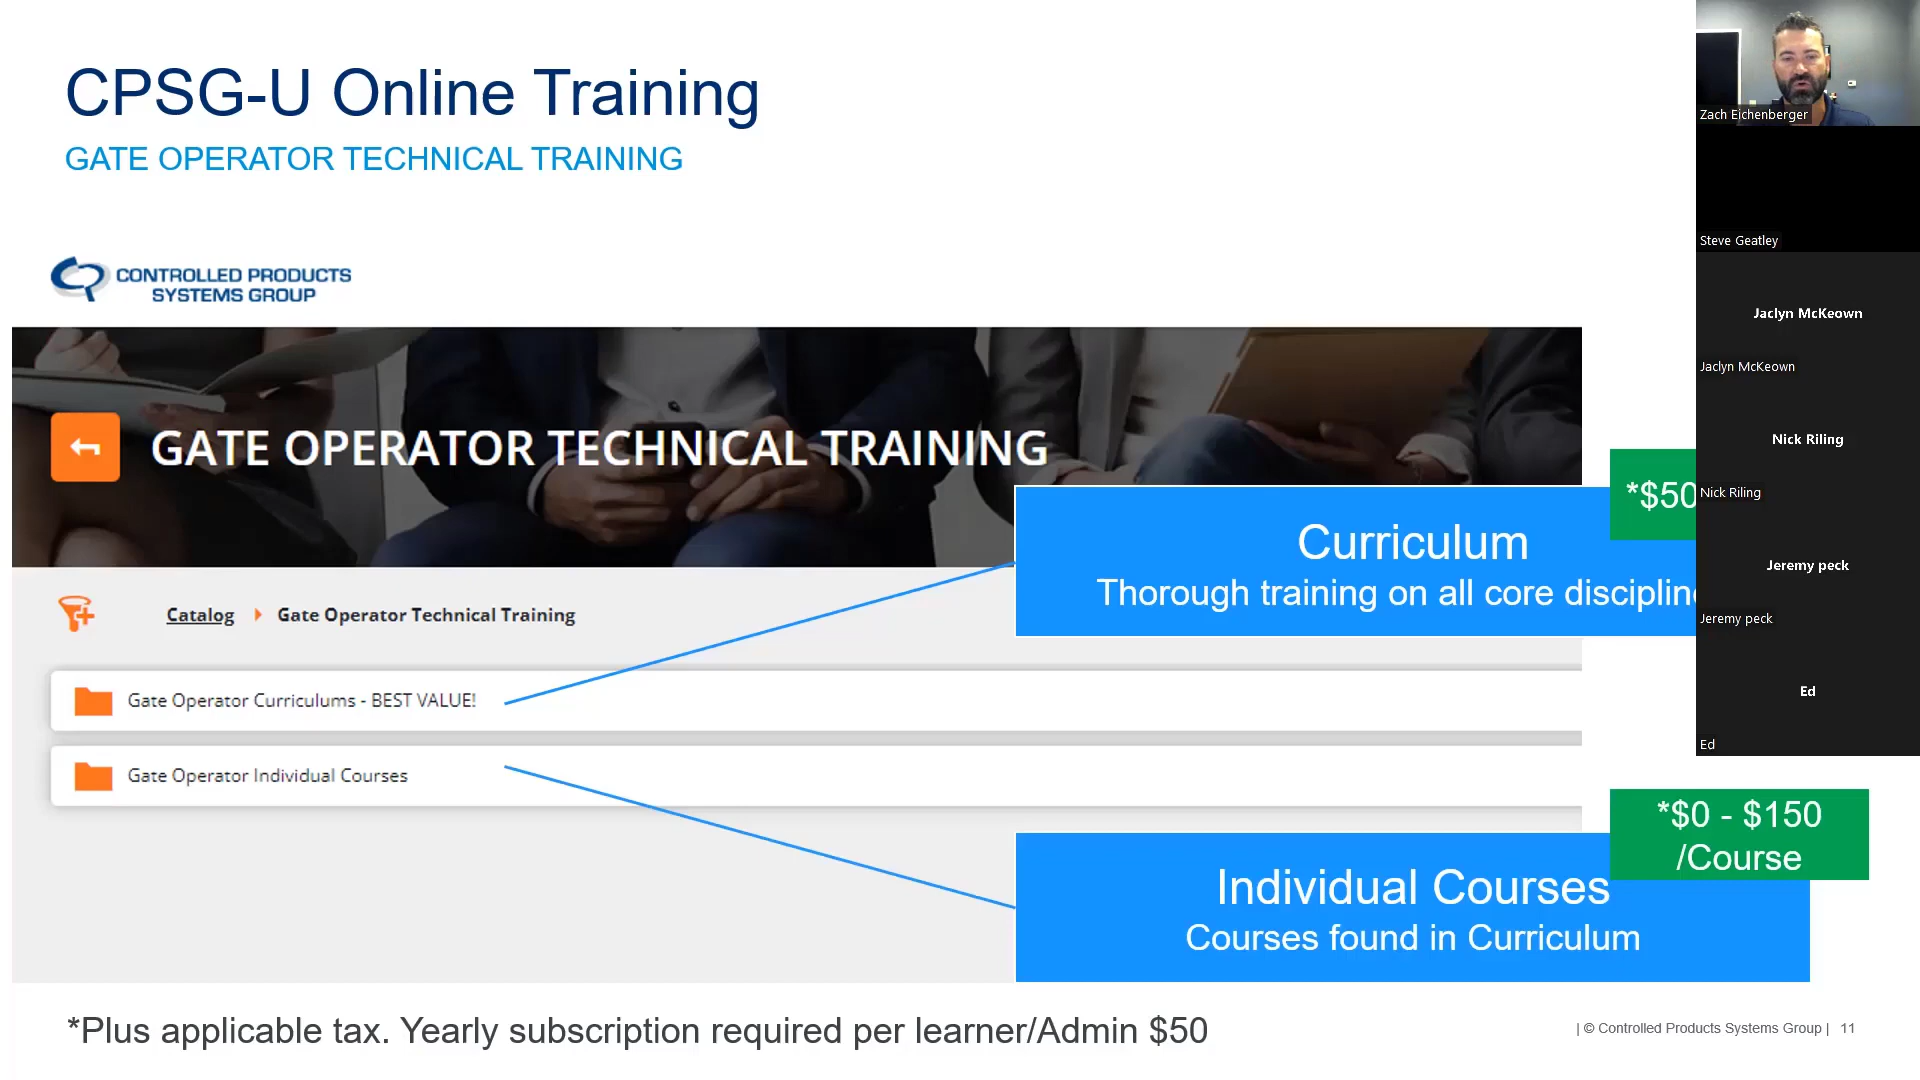 CPSG-U Online Training
GATE OPERATOR TECHNICAL TRAINING
CONTROLLED PRODUCTS
SYSTEMS GROUP
GATE OPERATOR TECHNICAL TRAINING
Catalog
Gate Operator Technical Training
Gate Operator Curriculums - BEST VALUE!
Gate Operator Individual Courses
Curriculum
Thorough training on all core
*$50
Individual Courses
Courses found in Curriculum
*$0 - $150
/Course
*Plus applicable tax. Yearly subscription required per learner/Admin $50
| © Controlled Products Systems Group | 11
Zach Eichenberger
Steve Geatley
Jaclyn McKeown
Jaclyn McKeown
Nick Riling
Nick Riling
Jeremy peck
Jeremy peck
Ed
Ed